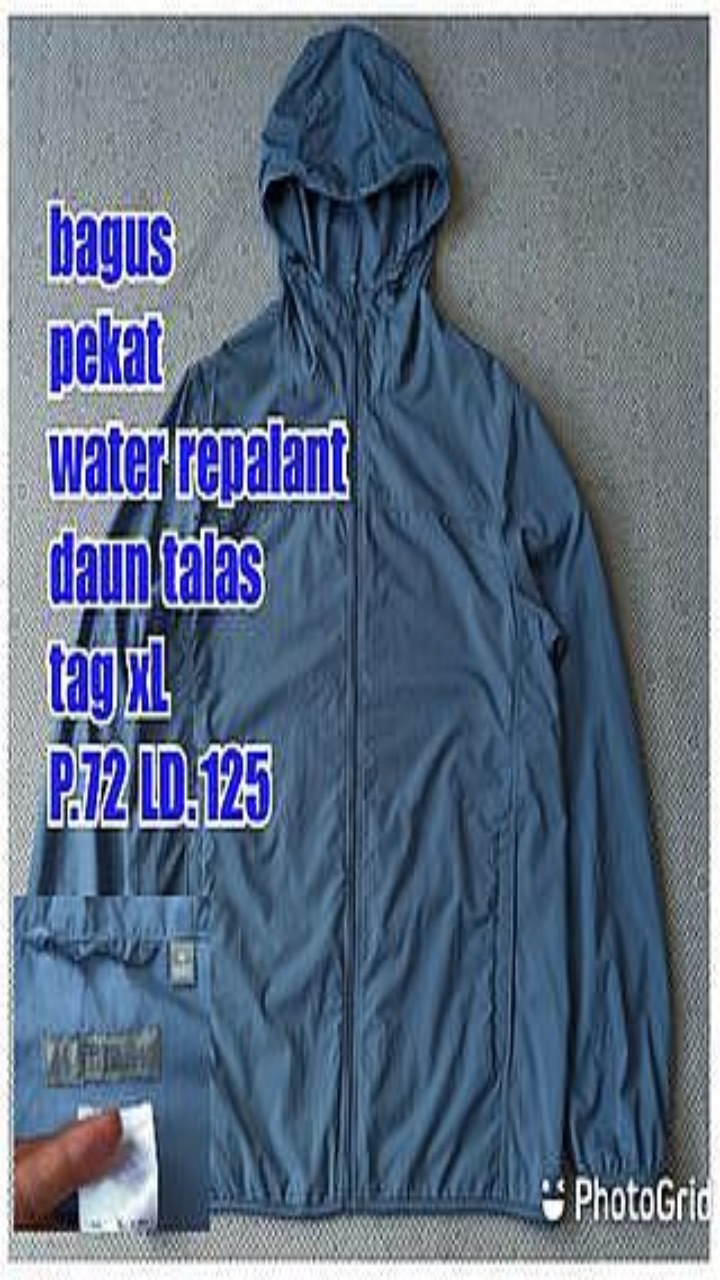 bagus
pekat
water repalant
daun talas
tag xL
P.72 LD.125
PhotoGrid